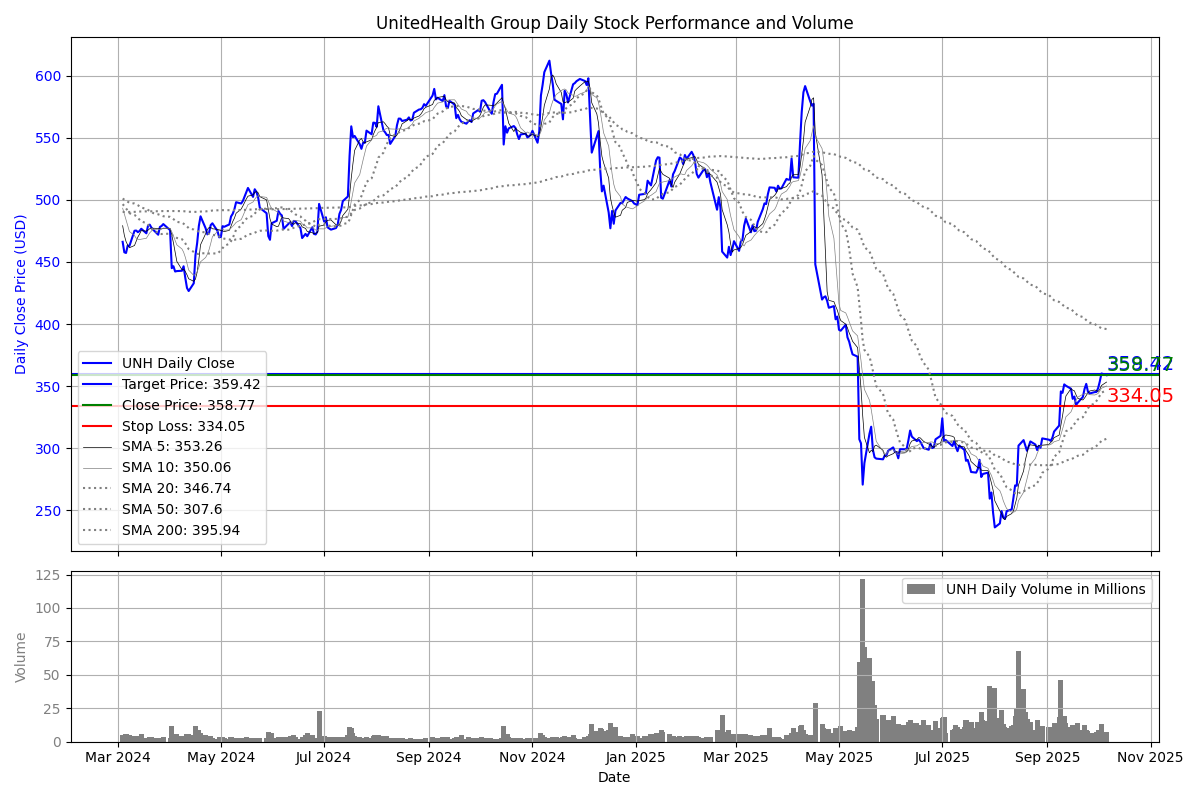 UnitedHealth Group Daily Stock Performance and Volume
Daily Close Price (USD)
600
550
500
450
400
350
300
250
UNH Daily Close
Target Price: 359.42
Close Price: 358.77
Stop Loss: 334.05
SMA 5: 353.26
SMA 10: 350.06
SMA 20: 346.74
SMA 50: 307.6
SMA 200: 395.94
359.42
358.77
334.05
Volume
125
100
75
50
25
0
UNH Daily Volume in Millions
Mar 2024
May 2024
Jul 2024
Sep 2024
Nov 2024
Jan 2025
Mar 2025
May 2025
Jul 2025
Sep 2025
Nov 2025
Date